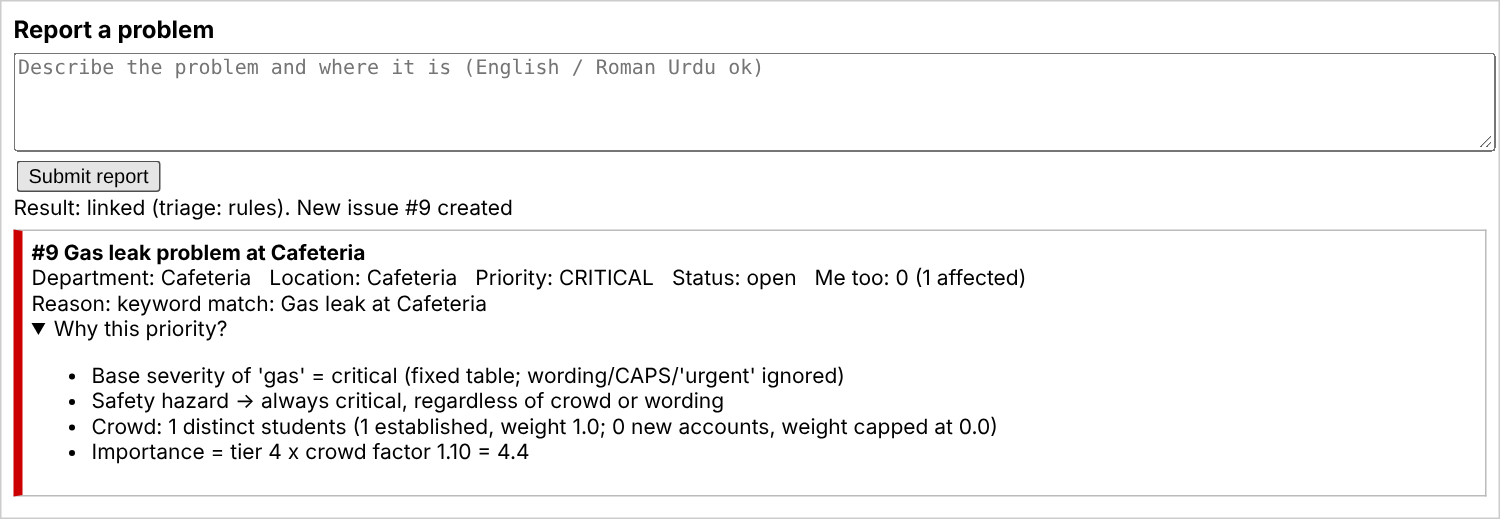 Report a problem
Describe the problem and where it is (English / Roman Urdu ok)
Submit report
Result: linked (triage: rules). New issue #9 created
#9 Gas leak problem at Cafeteria
Department: Cafeteria Location: Cafeteria Priority: CRITICAL Status: open Me too: 0 (1 affected)
Reason: keyword match: Gas leak at Cafeteria
▼ Why this priority?
• Base severity of 'gas' = critical (fixed table; wording/CAPS/'urgent' ignored)
• Safety hazard → always critical, regardless of crowd or wording
• Crowd: 1 distinct students (1 established, weight 1.0; 0 new accounts, weight capped at 0.0)
• Importance = tier 4 x crowd factor 1.10 = 4.4